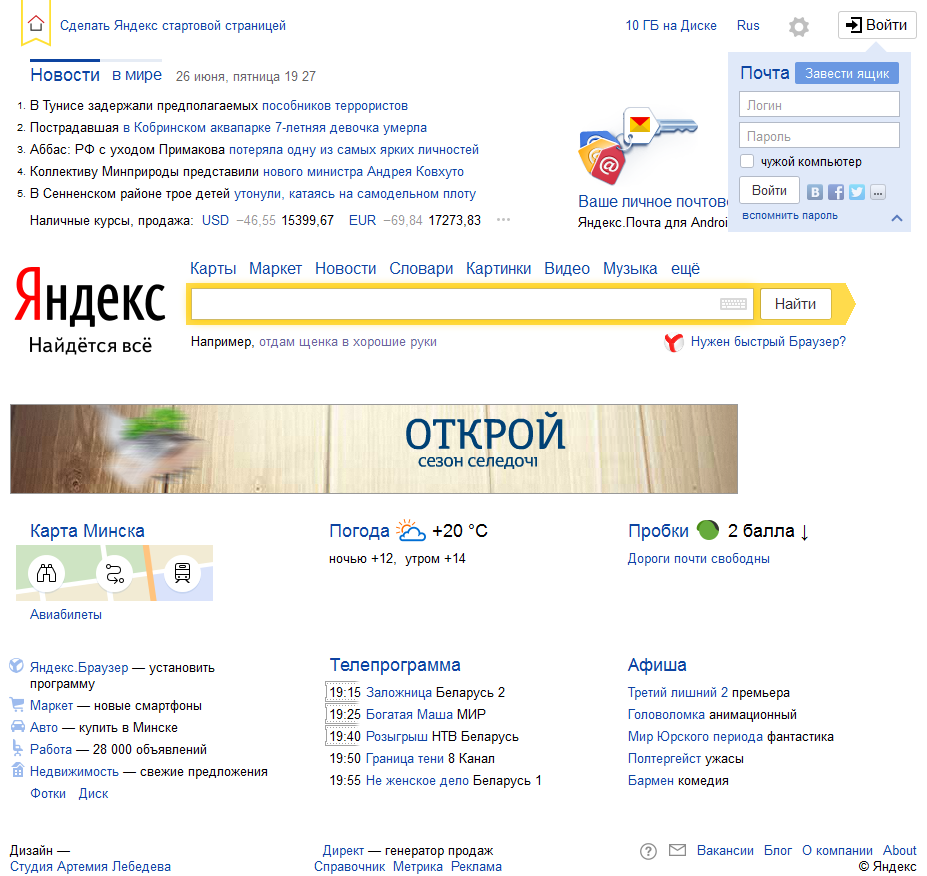 Сделать Яндекс стартовой страницей
10 ГБ на Диске
Rus
Войти
Новости
в мире
26 июня, пятница 19 27
1. В Тунисе задержали предполагаемых пособников террористов
2. Пострадавшая в Кобринском аквапарке 7-летняя девочка умерла
3. Аббас: РФ с уходом Примакова потеряла одну из самых ярких личностей
4. Коллективу Минприроды представили нового министра Андрея Ковхуто
5. В Сенненском районе трое детей утонули, катаясь на самодельном плоту
Наличные курсы, продажа: USD −46,55 15399,67 EUR −69,84 17273,83 ...
@
Ваше личное почтово
Яндекс.Почта для Androi
Почта
Завести ящик
Логин
Пароль
чужой компьютер
Войти
B f ...
вспомнить пароль
Карты Маркет Новости Словари Картинки Видео Музыка ещё
Яндекс
Найдётся всё
Найти
Например, отдам щенка в хорошие руки
Нужен быстрый Браузер?
ОТКРОЙ
сезон селедочі
Карта Минска
Авиабилеты
Погода +20 °C
ночью +12, утром +14
Пробки 2 балла ↓
Дороги почти свободны
Яндекс.Браузер — установить
программу
Маркет — новые смартфоны
Авто — купить в Минске
Работа — 28 000 объявлений
Недвижимость — свежие предложения
Фотки Диск
Телепрограмма
19:15 Заложница Беларусь 2
19:25 Богатая Маша МИР
19:40 Розыгрыш НТВ Беларусь
19:50 Граница тени 8 Канал
19:55 Не женское дело Беларусь 1
Афиша
Третий лишний 2 премьера
Головоломка анимационный
Мир Юрского периода фантастика
Полтергейст ужасы
Бармен комедия
Дизайн —
Студия Артемия Лебедева
Директ — генератор продаж
Справочник Метрика Реклама
? Вакансии Блог О компании About
© Яндекс